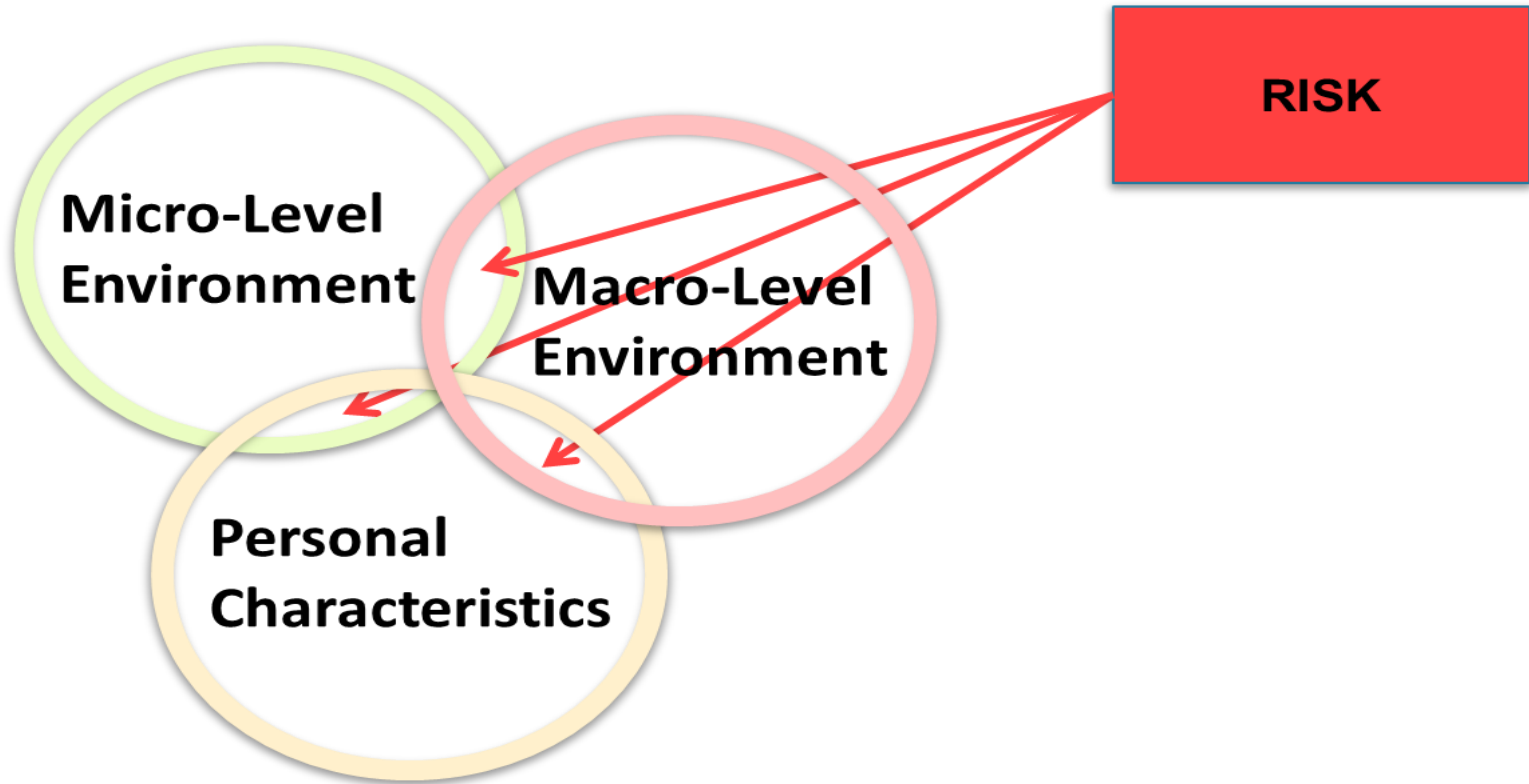 RISK
Micro-Level
Environment
Macro-Level
Environment
Personal
Characteristics